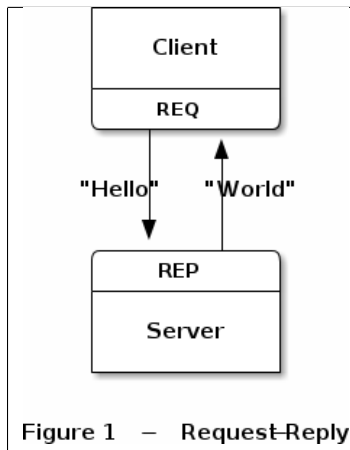 Client
REQ
"Hello" "World"
REP
Server
Figure 1 – Request-Reply